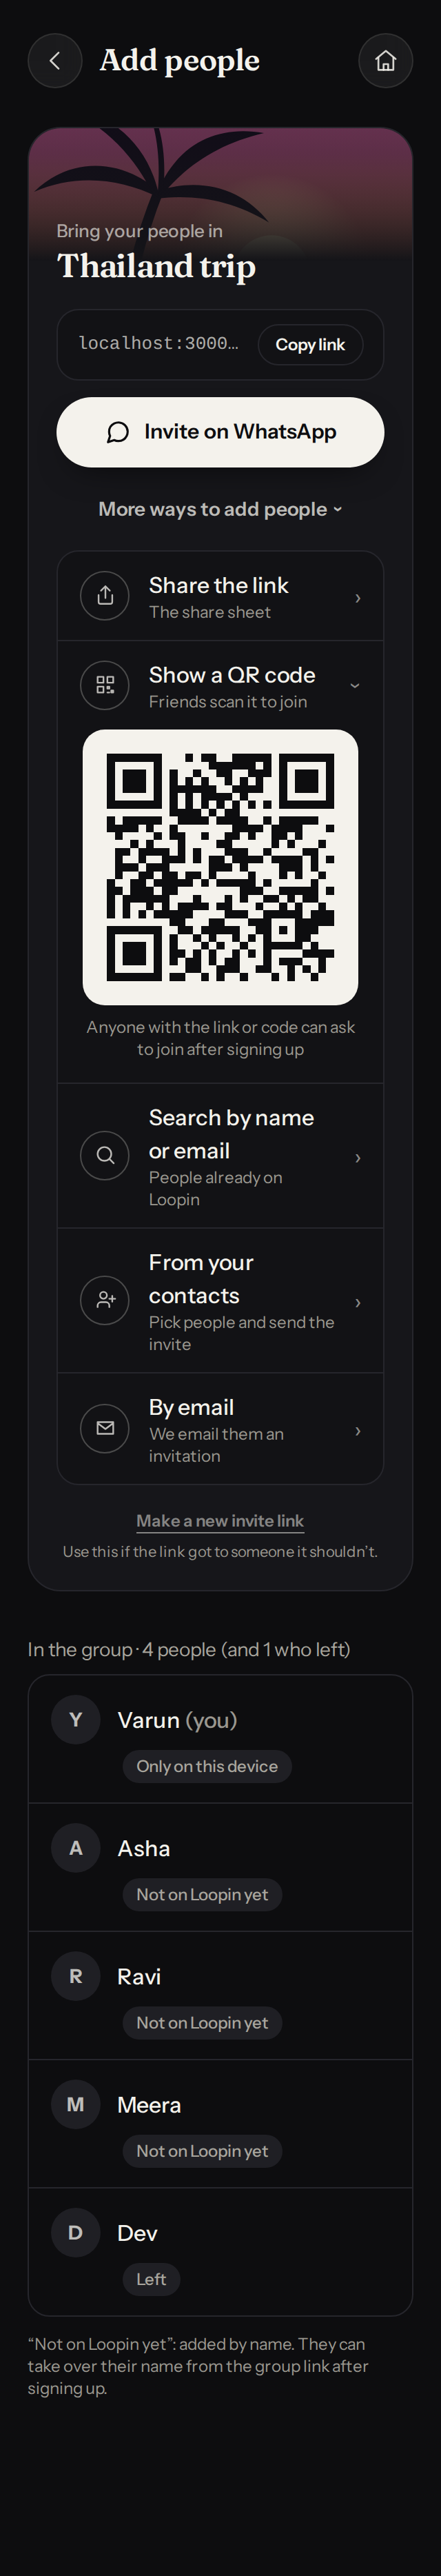 Add people
Bring your people in
Thailand trip
localhost:3000…
Copy link
Invite on WhatsApp
More ways to add people
Share the link
The share sheet
Show a QR code
Friends scan it to join
Anyone with the link or code can ask
to join after signing up
Search by name
or email
People already on
Loopin
From your
contacts
Pick people and send the
invite
By email
We email them an
invitation
Make a new invite link
Use this if the link got to someone it shouldn’t.
In the group · 4 people (and 1 who left)
Y
Varun (you)
Only on this device
A
Asha
Not on Loopin yet
R
Ravi
Not on Loopin yet
M
Meera
Not on Loopin yet
D
Dev
Left
“Not on Loopin yet”: added by name. They can
take over their name from the group link after
signing up.